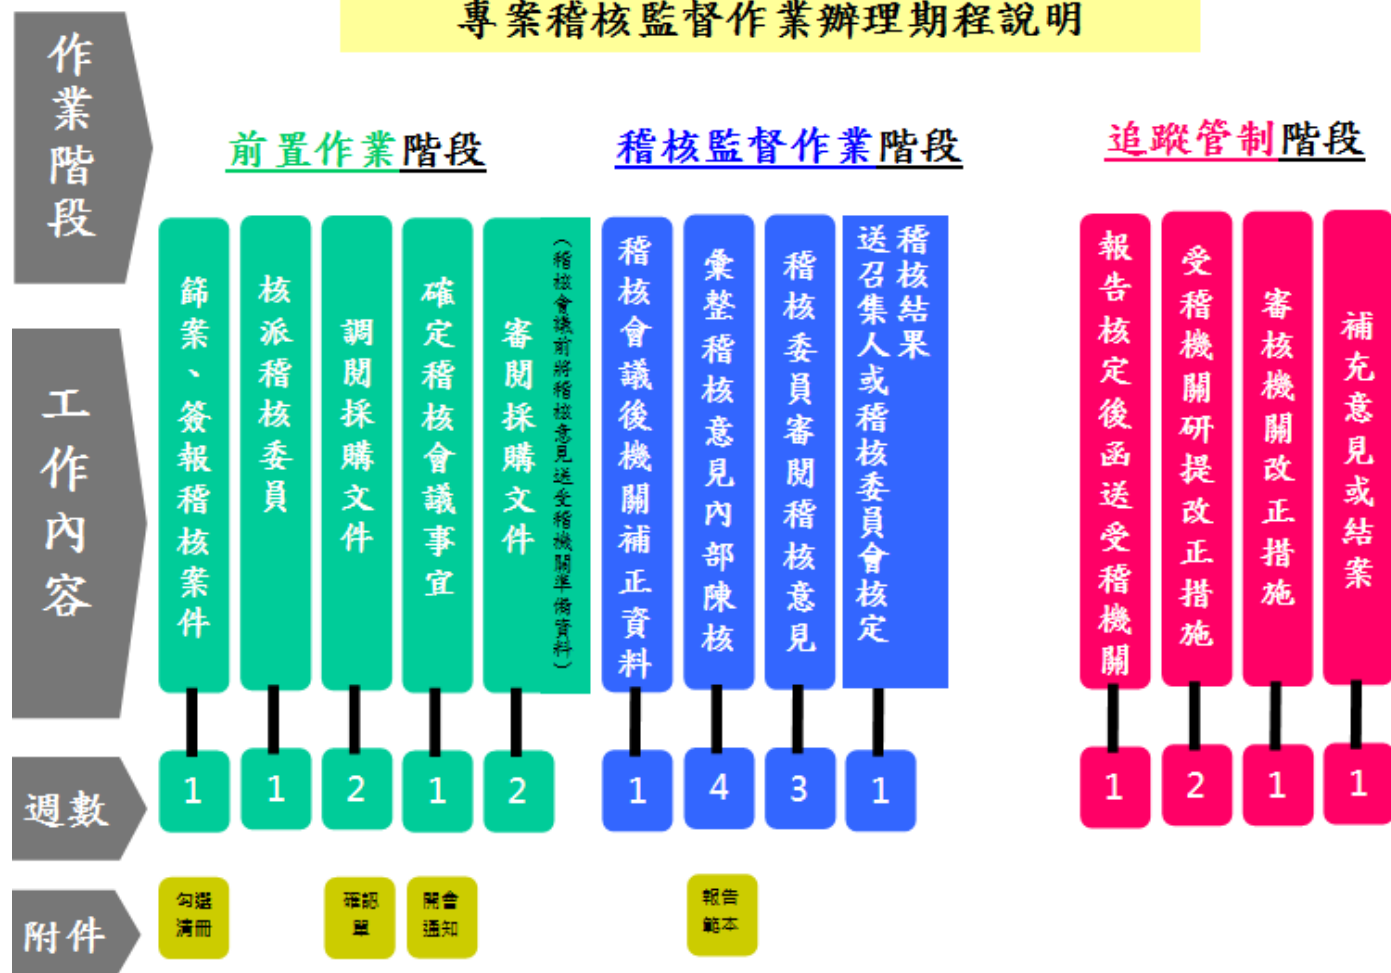 專案稽核監督作業辦理期程說明
作業階段
前置作業階段
稽核監督作業階段
追蹤管制階段
工作內容
篩案、簽報稽核案件
核派稽核委員
調閱採購文件
確定稽核會議事宜
審閱採購文件
（稽核會議前將稽核意見送受稽機關準備資料）
稽核會議後機關補正資料
彙整稽核意見內部陳核
稽核委員審閱稽核意見
稽核結果
送召集人或稽核委員會核定
報告核定後函送受稽機關
受稽機關研提改正措施
審核機關改正措施
補充意見或結案
週數
1
1
2
1
2
1
4
3
1
1
2
1
1
附件
勾選
清冊
確認
單
開會
通知
報告
範本